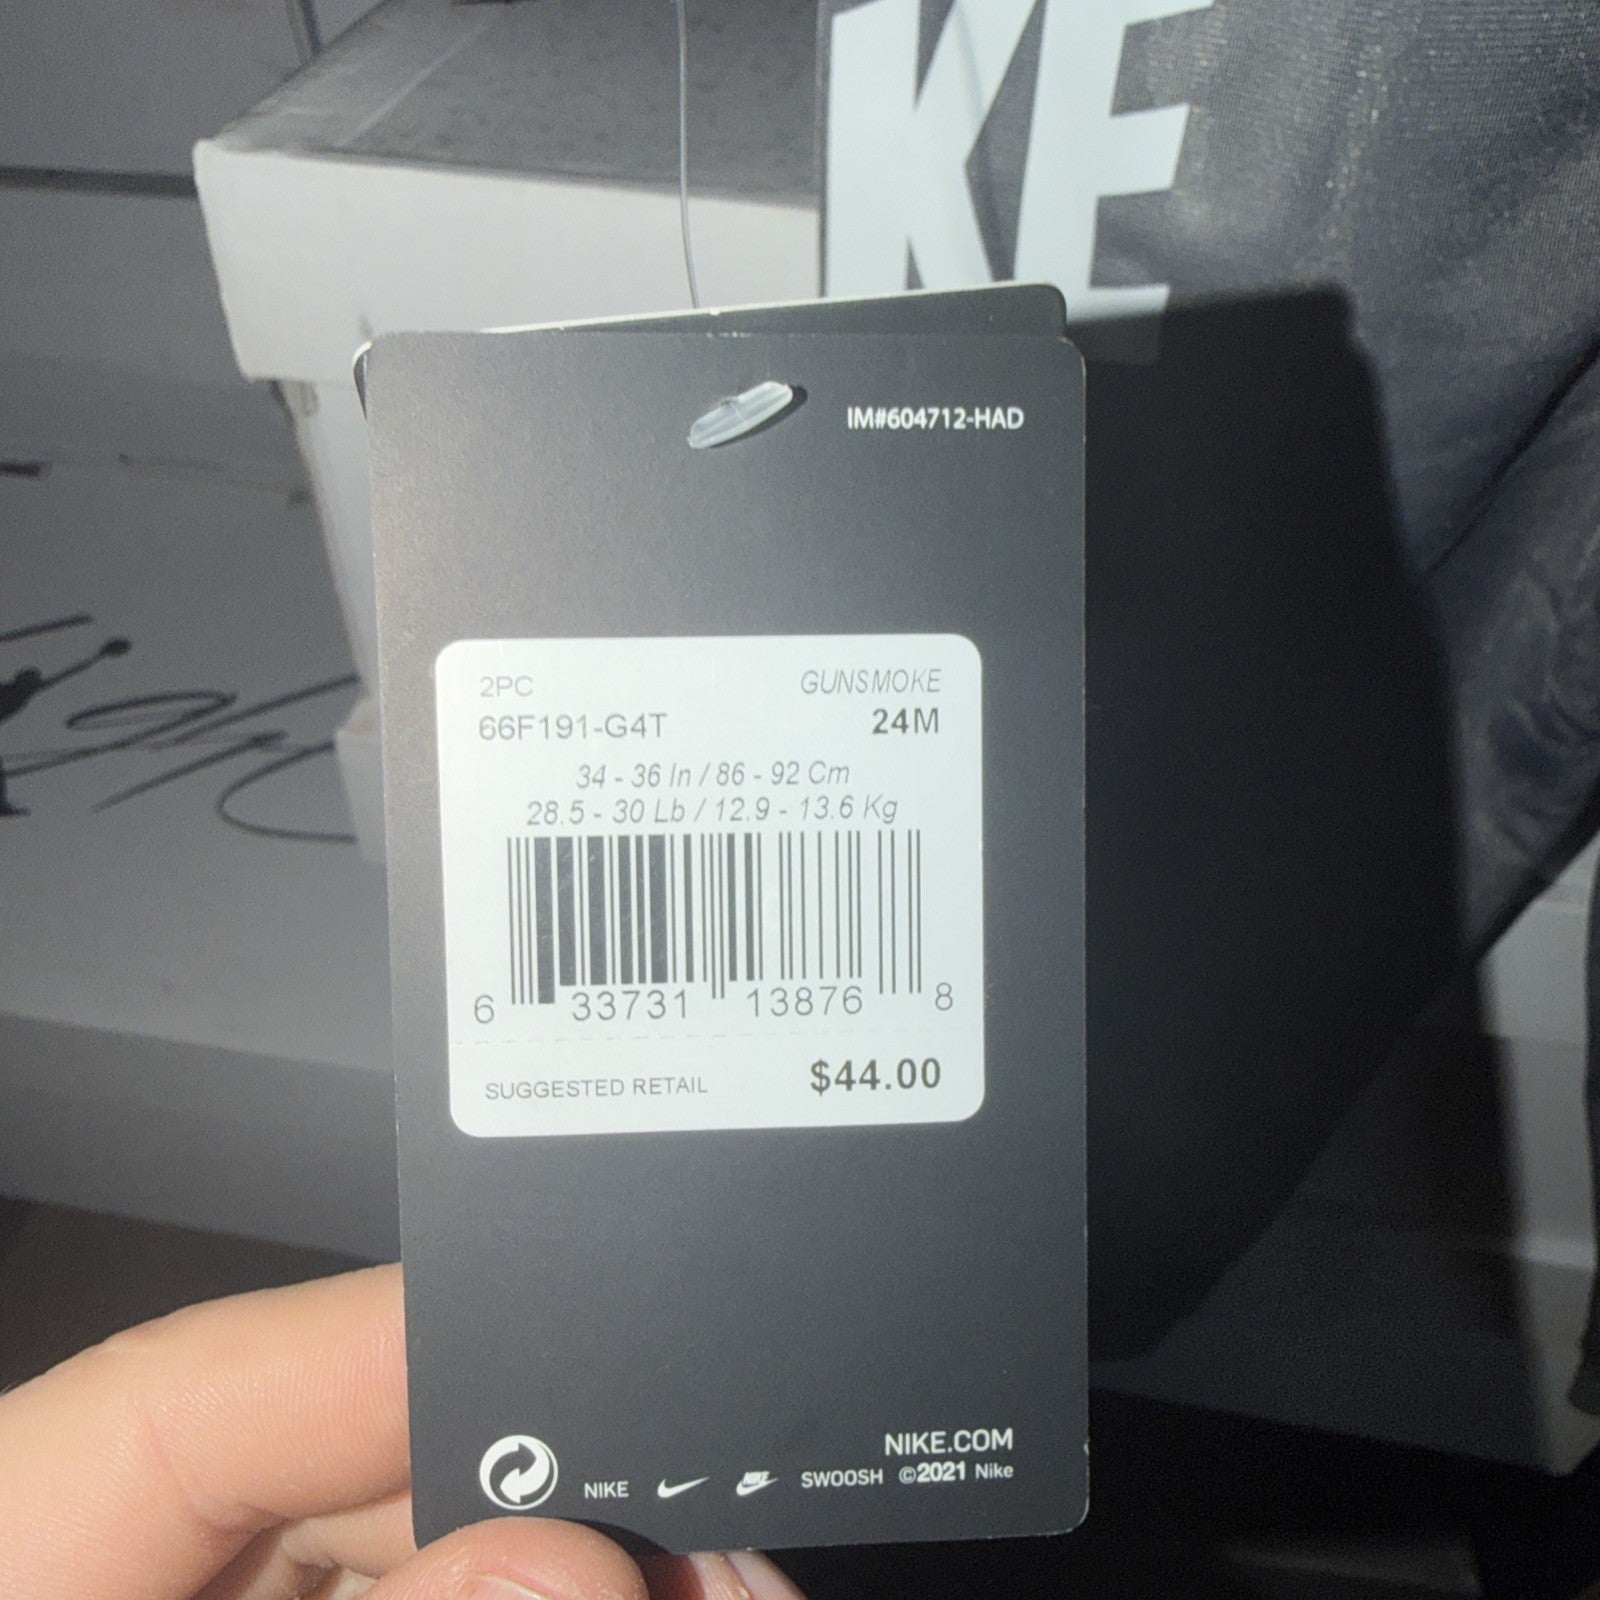 KE
IM#604712-HAD
2PC GUNSMOKE
66F191-G4T 24M
34 - 36 In / 86 - 92 Cm
28.5 - 30 Lb / 12.9 - 13.6 Kg
6 33731 13876 8
SUGGESTED RETAIL $44.00
NIKE.COM
NIKE NIKE SWOOSH ©2021 Nike